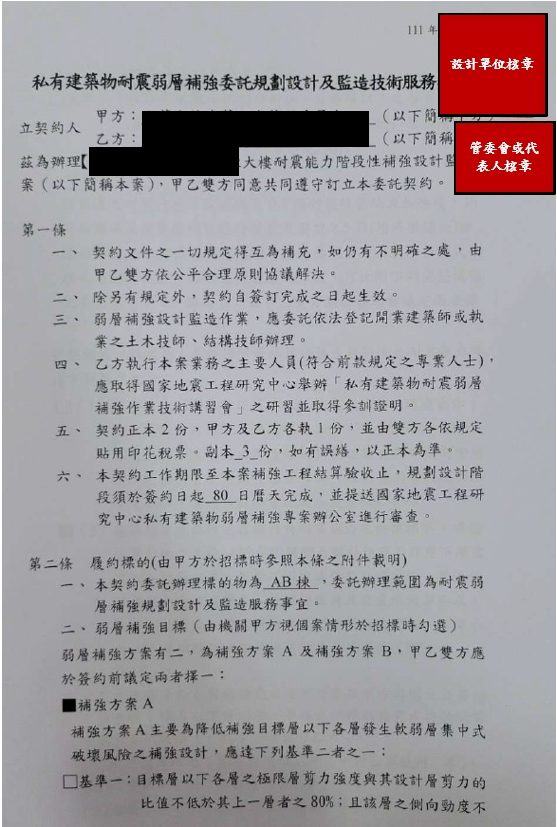 111 年
設計單位核章
私有建築物耐震弱層補強委託規劃設計及監造技術服務
管委會或代
表人核章
立契約人
甲方：
(以下簡稱
乙方：
(以下簡稱
茲為辦理【
大樓耐震能力階段性補強設計監
案（以下簡稱本案），甲乙雙方同意共同遵守訂立本委託契約。
第一條
一、 契約文件之一切規定得互為補充，如仍有不明確之處，由
甲乙雙方依公平合理原則協議解決。
二、 除另有規定外，契約自簽訂完成之日起生效。
三、 弱層補強設計監造作業，應委託依法登記開業建築師或執
業之土木技師、結構技師辦理。
四、 乙方執行本案業務之主要人員(符合前款規定之專業人士)，
應取得國家地震工程研究中心舉辦「私有建築物耐震弱層
補強作業技術講習會」之研習並取得參訓證明。
五、 契約正本 2 份，甲方及乙方各執 1 份，並由雙方各依規定
貼用印花稅票。副本_3_份，如有誤繕，以正本為準。
六、 本契約工作期限至本案補強工程結算驗收止，規劃設計階
段須於簽約日起_80_日曆天完成，並提送國家地震工程研
究中心私有建築物弱層補強專案辦公室進行審查。
第二條 履約標的(由甲方於招標時參照本條之附件載明)
一、本契約委託辦理標的物為_AB 棟_，委託辦理範圍為耐震弱
層補強規劃設計及監造服務事宜。
二、弱層補強目標（由機關甲方視個案情形於招標時勾選）
弱層補強方案有二，為補強方案 A 及補強方案 B，甲乙雙方應
於簽約前議定兩者擇一：
■補強方案 A
補強方案 A 主要為降低補強目標層以下各層發生軟弱層集中式
破壞風險之補強設計，應達下列基準二者之一：
□基準一：目標層以下各層之極限層剪力強度與其設計層剪力的
比值不低於其上一層者之 80%；且該層之側向勁度不